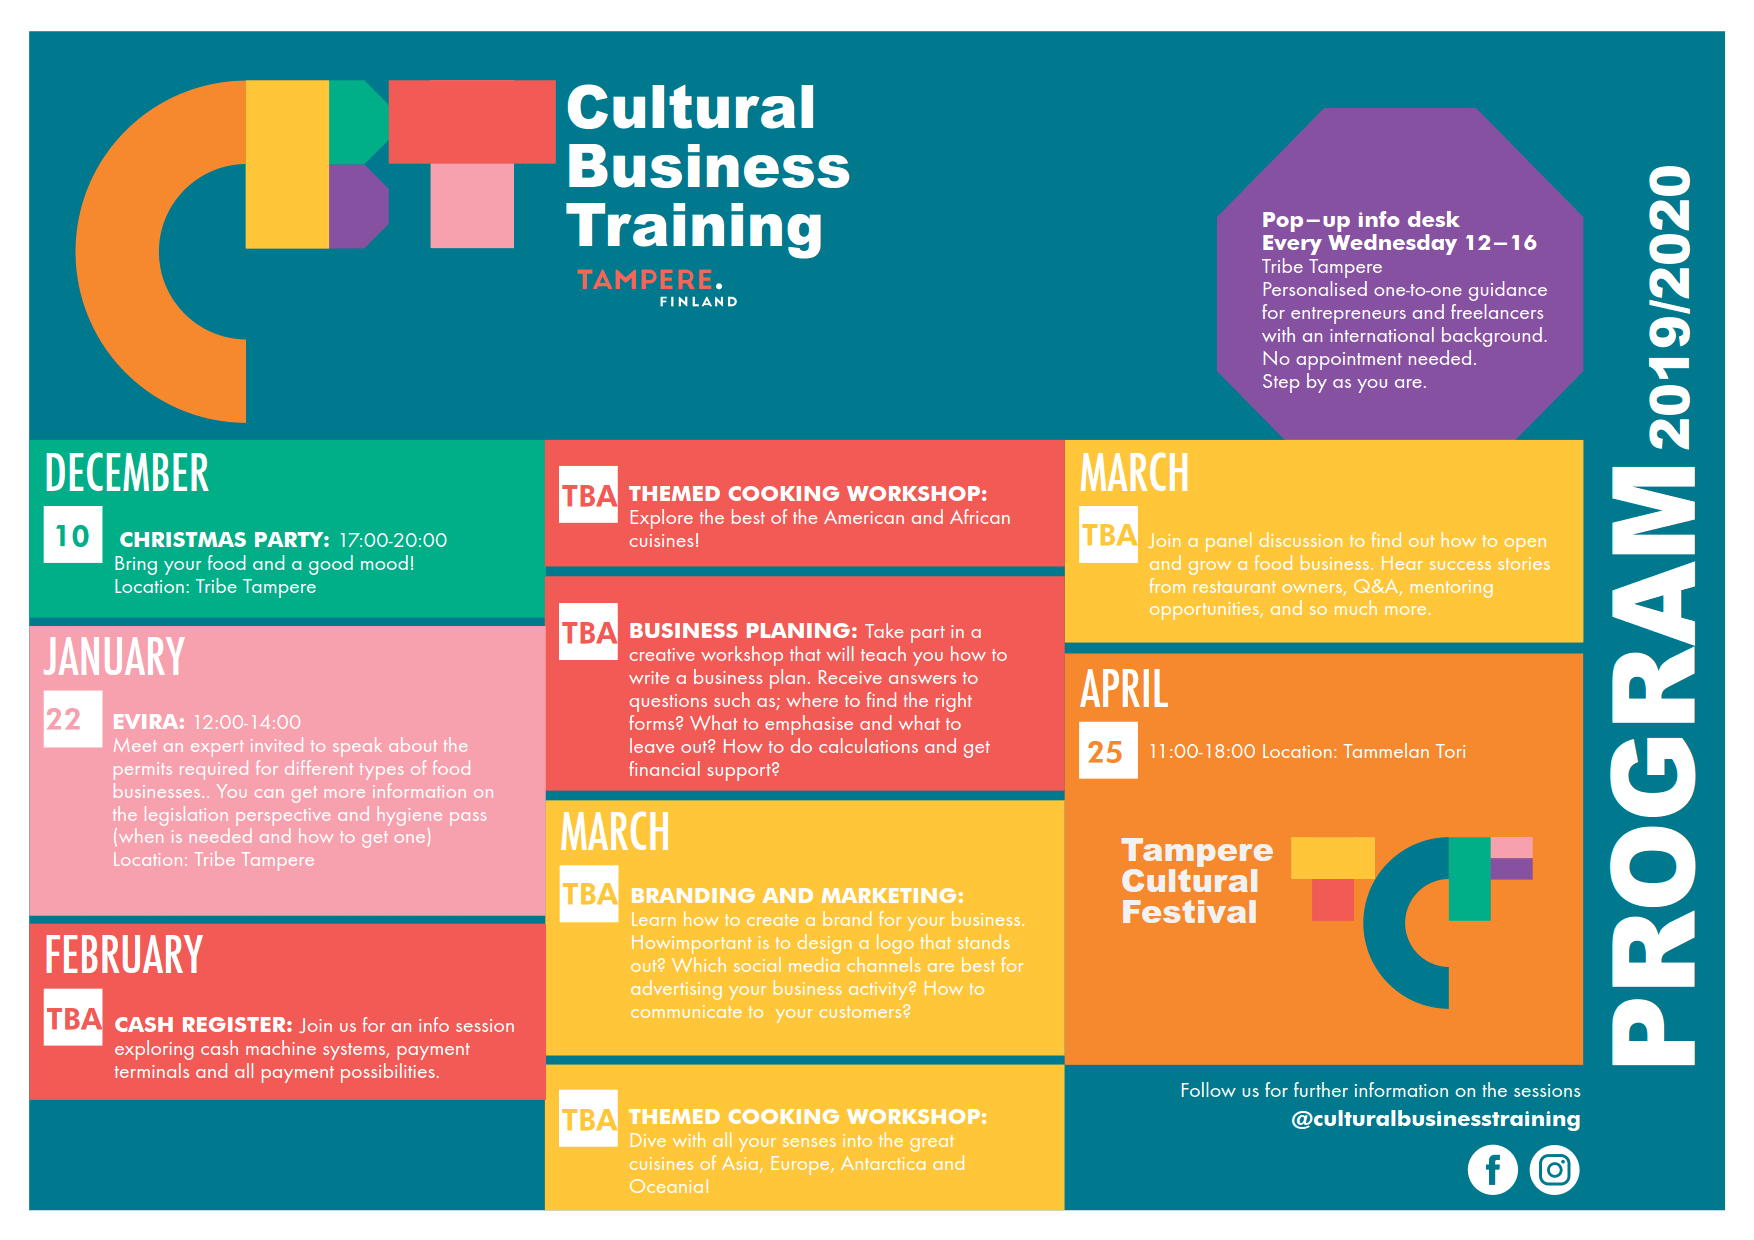 Cultural
Business
Training
TAMPERE.
FINLAND
Pop–up info desk
Every Wednesday 12–16
Tribe Tampere
Personalised one-to-one guidance
for entrepreneurs and freelancers
with an international background.
No appointment needed.
Step by as you are.
PROGRAM 2019/2020
DECEMBER
10
CHRISTMAS PARTY: 17:00-20:00
Bring your food and a good mood!
Location: Tribe Tampere
JANUARY
22
EVIRA: 12:00-14:00
Meet an expert invited to speak about the
permits required for different types of food
businesses.. You can get more information on
the legislation perspective and hygiene pass
(when is needed and how to get one)
Location: Tribe Tampere
FEBRUARY
TBA
CASH REGISTER: Join us for an info session
exploring cash machine systems, payment
terminals and all payment possibilities.
TBA
THEMED COOKING WORKSHOP:
Explore the best of the American and African
cuisines!
TBA
BUSINESS PLANING: Take part in a
creative workshop that will teach you how to
write a business plan. Receive answers to
questions such as; where to find the right
forms? What to emphasise and what to
leave out? How to do calculations and get
financial support?
MARCH
TBA
BRANDING AND MARKETING:
Learn how to create a brand for your business.
Howimportant is to design a logo that stands
out? Which social media channels are best for
advertising your business activity? How to
communicate to  your customers?
TBA
THEMED COOKING WORKSHOP:
Dive with all your senses into the great
cuisines of Asia, Europe, Antarctica and
Oceania!
MARCH
TBA
Join a panel discussion to find out how to open
and grow a food business. Hear success stories
from restaurant owners, Q&A, mentoring
opportunities, and so much more.
APRIL
25
11:00-18:00 Location: Tammelan Tori
Tampere
Cultural
Festival
Follow us for further information on the sessions
@culturalbusinesstraining